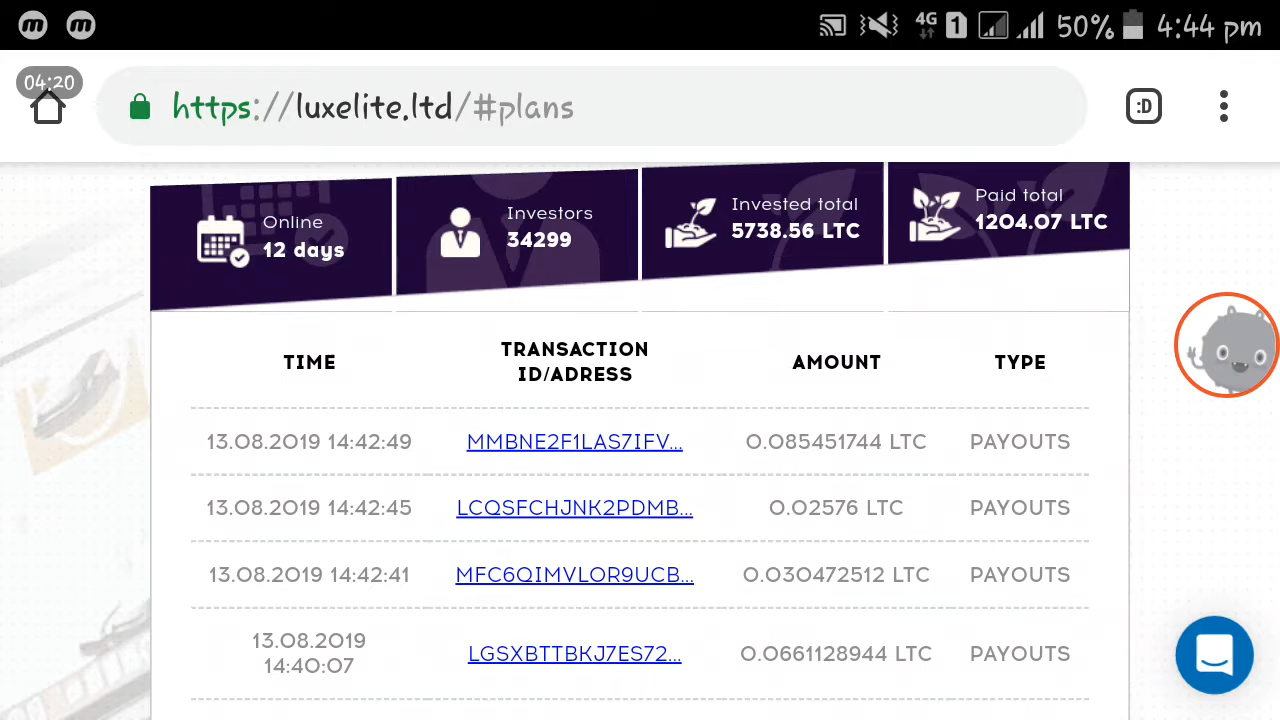 4G 1 50% 4:44 pm
04:20
https://luxelite.ltd/#plans
:D
Online
12 days
Investors
34299
Invested total
5738.56 LTC
Paid total
1204.07 LTC
TIME
TRANSACTION
ID/ADRESS
AMOUNT
TYPE
13.08.2019 14:42:49 MMBNE2F1LAS7IFV... 0.085451744 LTC PAYOUTS
13.08.2019 14:42:45 LCQSFCHJNK2PDMB... 0.02576 LTC PAYOUTS
13.08.2019 14:42:41 MFC6QIMVLOR9UCB... 0.030472512 LTC PAYOUTS
13.08.2019
14:40:07
LGSXBTTBKJ7ES72... 0.0661128944 LTC PAYOUTS